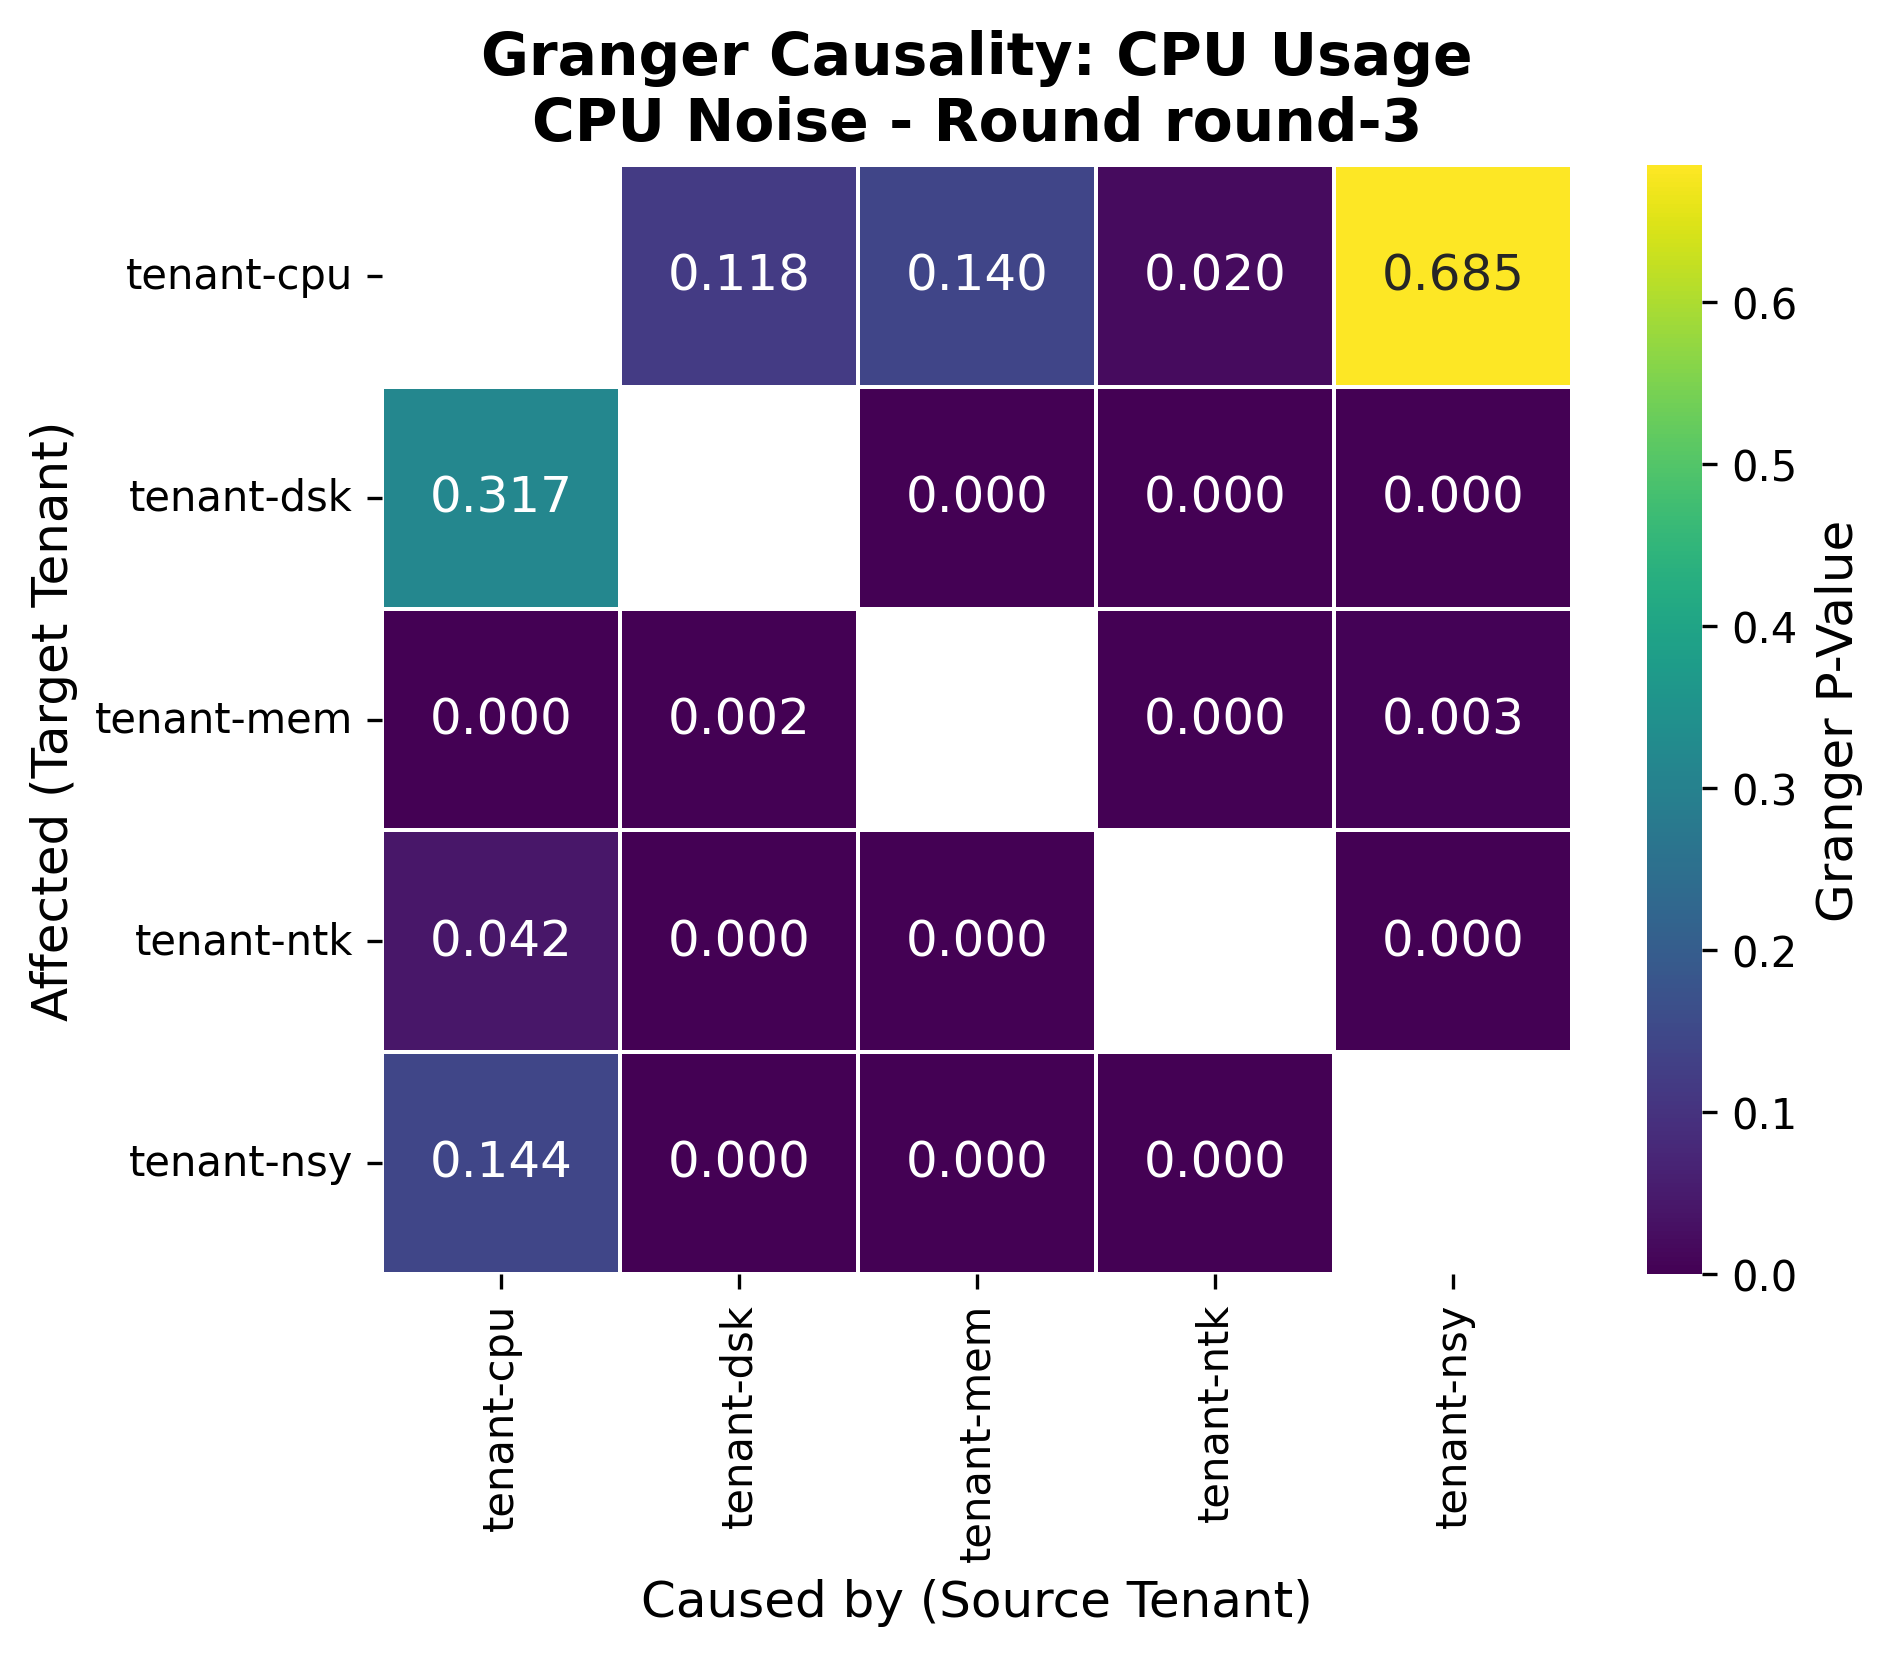 Granger Causality: CPU Usage
CPU Noise - Round round-3
Affected (Target Tenant)
tenant-cpu 0.118 0.140 0.020 0.685
tenant-dsk 0.317 0.000 0.000 0.000
tenant-mem 0.000 0.002 0.000 0.003
tenant-ntk 0.042 0.000 0.000 0.000
tenant-nsy 0.144 0.000 0.000 0.000
tenant-cpu tenant-dsk tenant-mem tenant-ntk tenant-nsy
Caused by (Source Tenant)
0.6
0.5
0.4
0.3
0.2
0.1
0.0
Granger P-Value